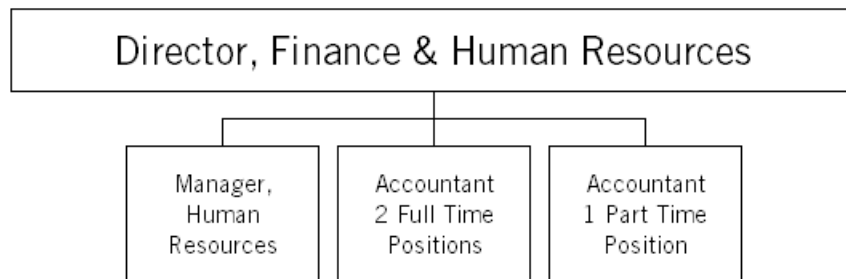 Director, Finance & Human Resources
Manager,
Human
Resources
Accountant
2 Full Time
Positions
Accountant
1 Part Time
Position